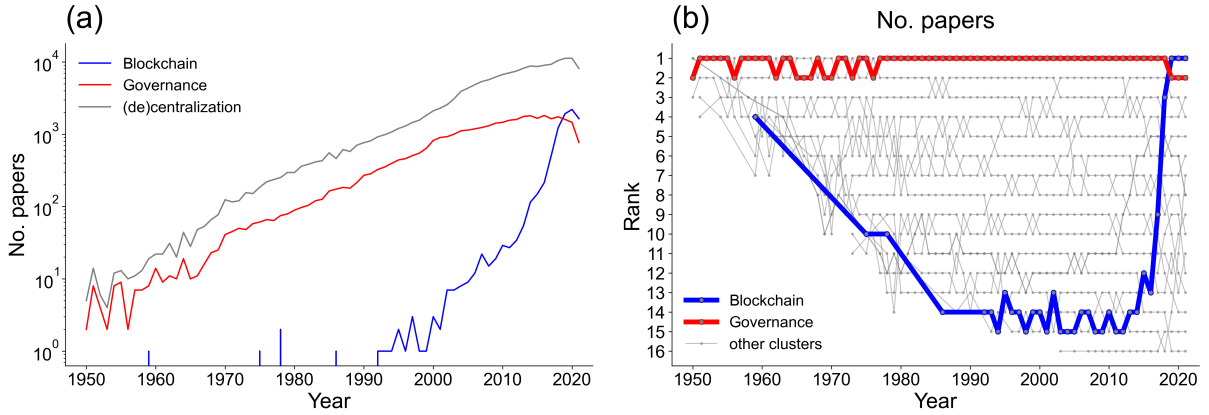 (a)
No. papers
10^4
10^3
10^2
10^1
10^0
Blockchain
Governance
(de)centralization
1950 1960 1970 1980 1990 2000 2010 2020
Year
(b)
No. papers
Rank
1
2
3
4
5
6
7
8
9
10
11
12
13
14
15
16
Blockchain
Governance
other clusters
1950 1960 1970 1980 1990 2000 2010 2020
Year